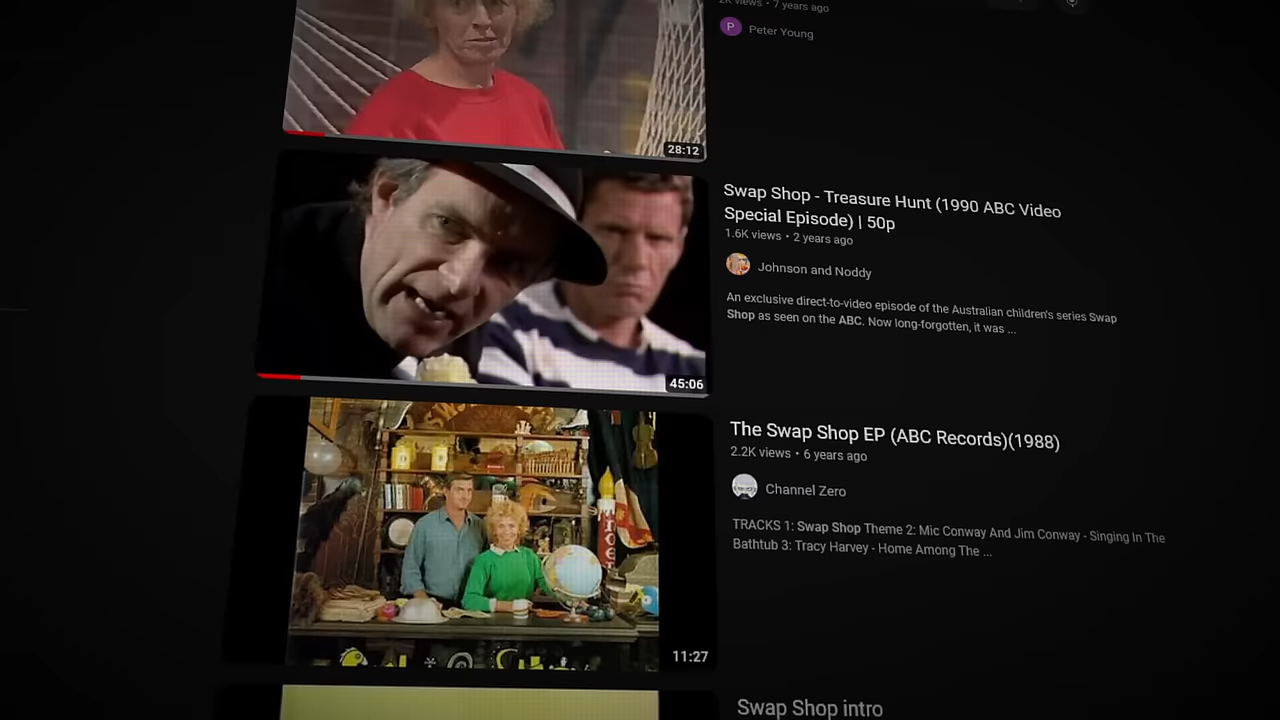 2K views • 7 years ago
P
Peter Young
28:12
Swap Shop - Treasure Hunt (1990 ABC Video
Special Episode) | 50p
1.6K views • 2 years ago
Johnson and Noddy
An exclusive direct-to-video episode of the Australian children's series Swap
Shop as seen on the ABC. Now long-forgotten, it was ...
45:06
The Swap Shop EP (ABC Records)(1988)
2.2K views • 6 years ago
Channel Zero
TRACKS 1: Swap Shop Theme 2: Mic Conway And Jim Conway - Singing In The
Bathtub 3: Tracy Harvey - Home Among The ...
11:27
Swap Shop intro